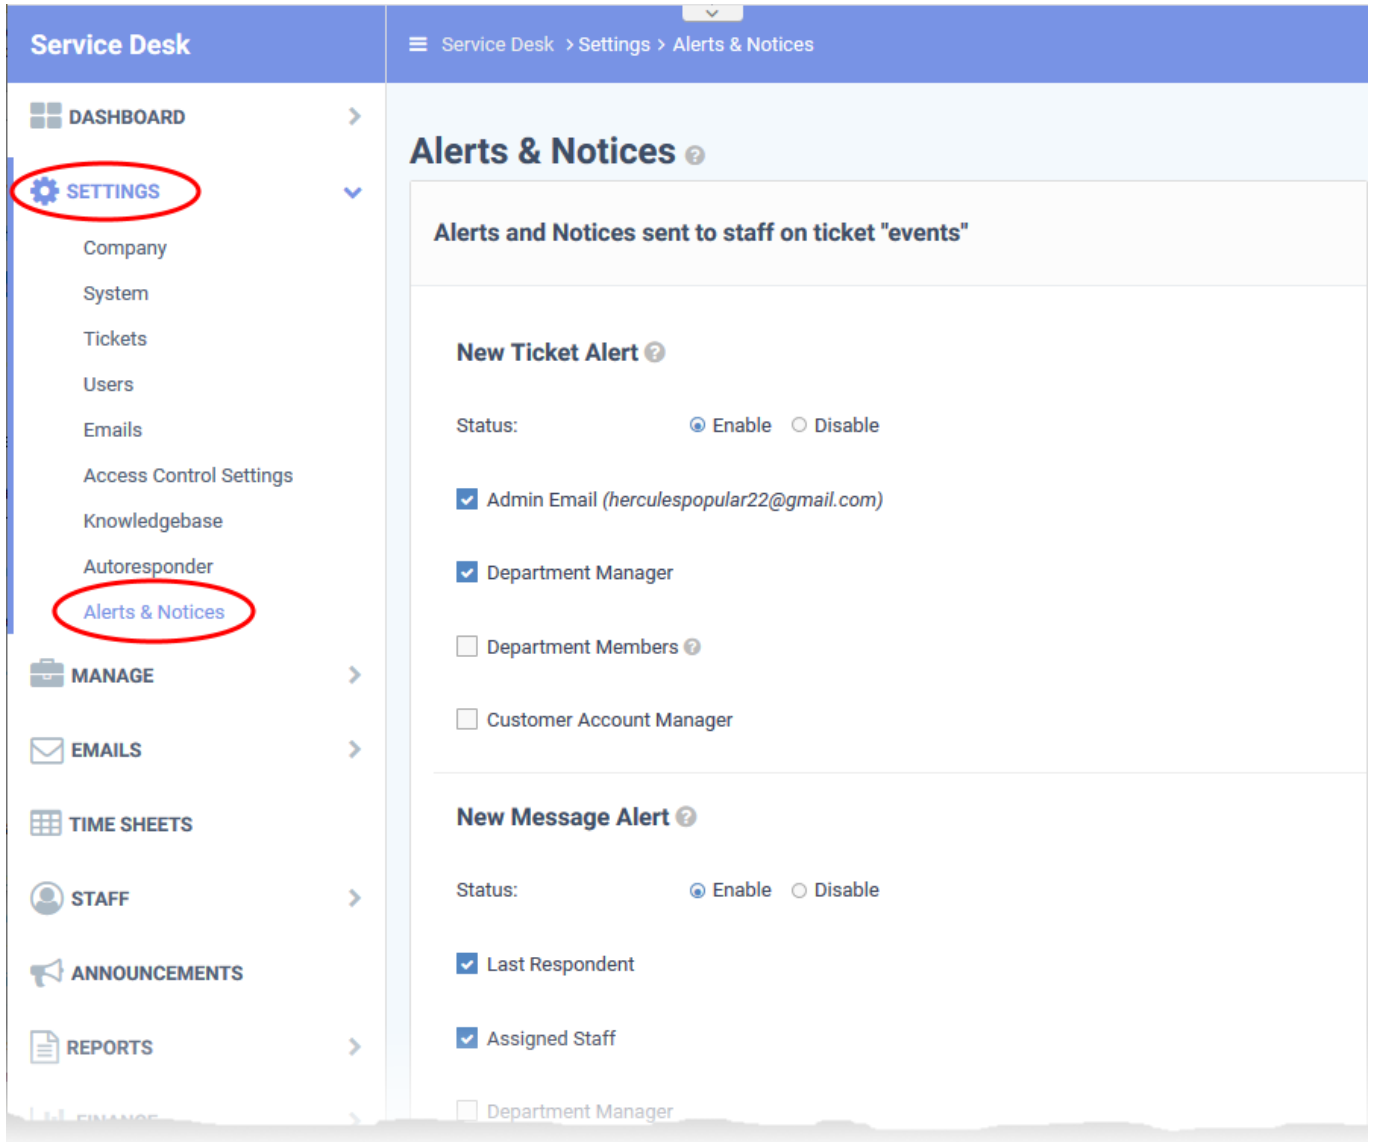 Service Desk
Service Desk > Settings > Alerts & Notices
DASHBOARD
SETTINGS
Company
System
Tickets
Users
Emails
Access Control Settings
Knowledgebase
Autoresponder
Alerts & Notices
MANAGE
EMAILS
TIME SHEETS
STAFF
ANNOUNCEMENTS
REPORTS
FINANCE
Alerts & Notices
Alerts and Notices sent to staff on ticket "events"
New Ticket Alert
Status: Enable Disable
Admin Email (herculespopular22@gmail.com)
Department Manager
Department Members
Customer Account Manager
New Message Alert
Status: Enable Disable
Last Respondent
Assigned Staff
Department Manager